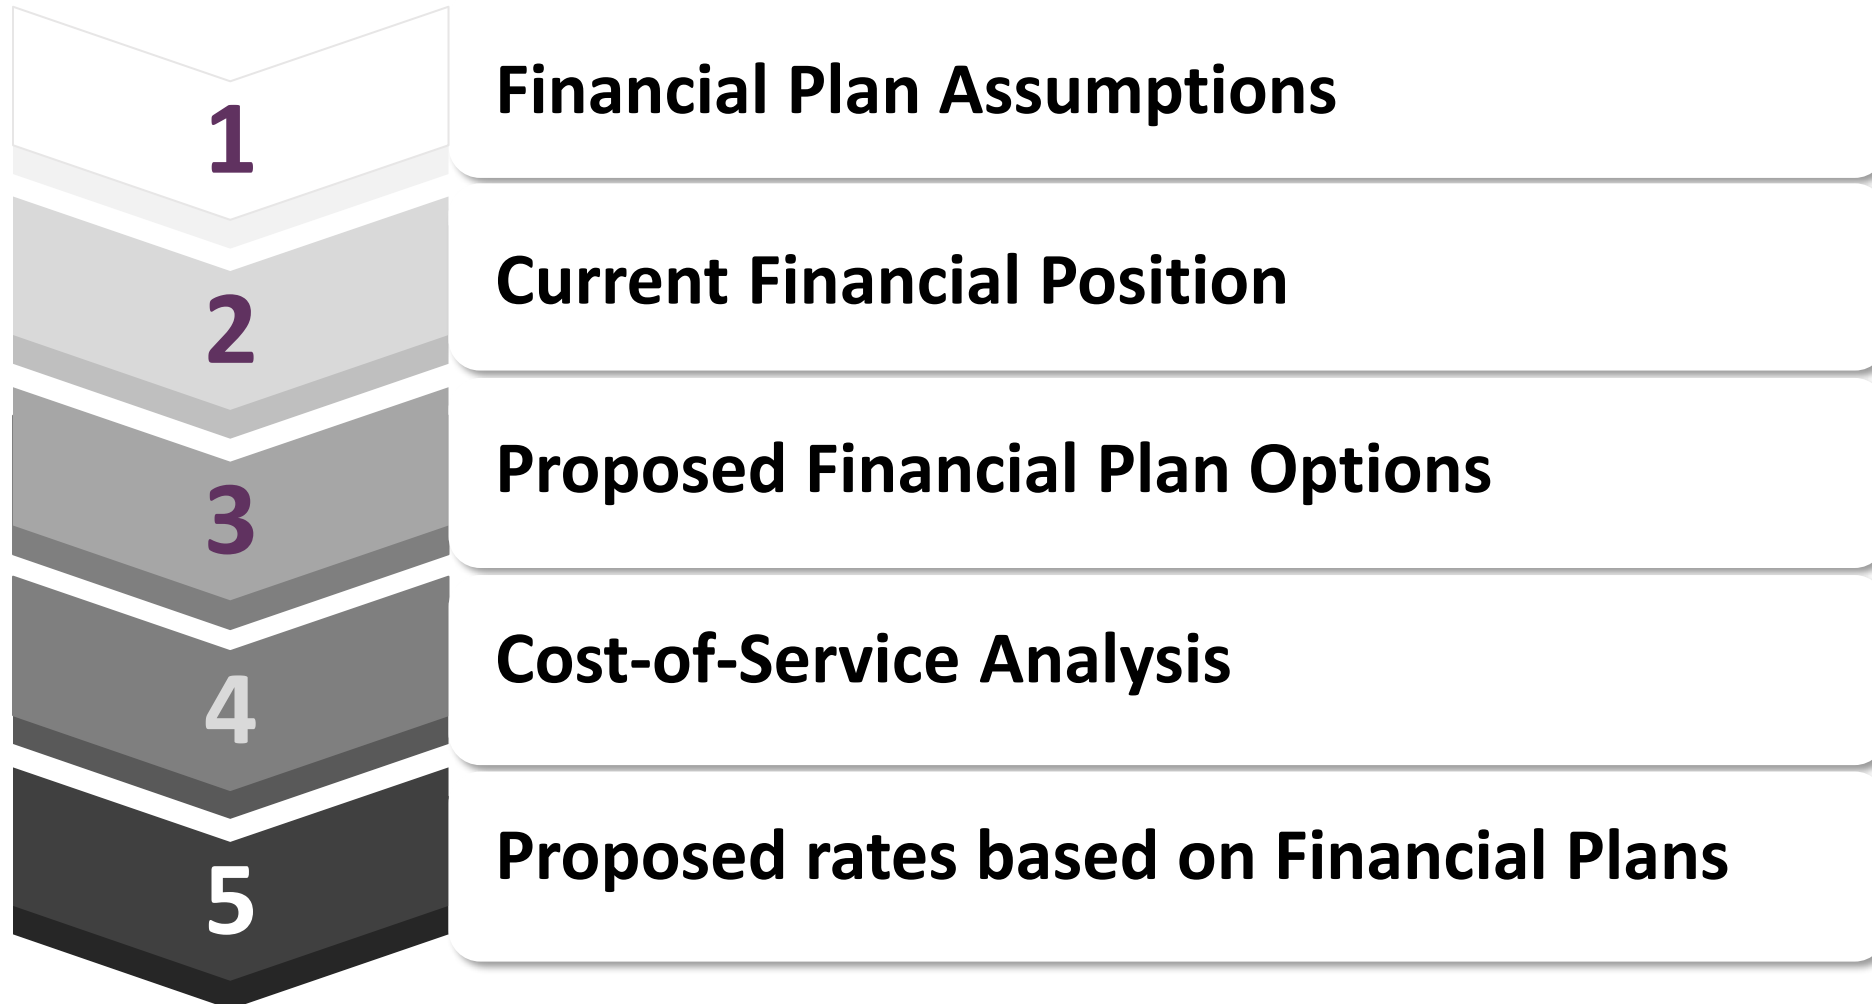 1
Financial Plan Assumptions
2
Current Financial Position
3
Proposed Financial Plan Options
4
Cost-of-Service Analysis
5
Proposed rates based on Financial Plans